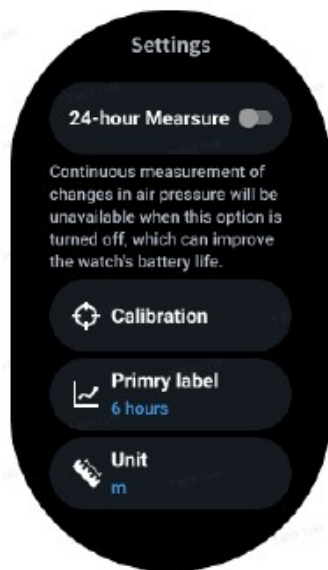 Settings
24-hour Mearsure
Continuous measurement of
changes in air pressure will be
unavailable when this option is
turned off, which can improve
the watch's battery life.
Calibration
Primry label
6 hours
Unit
m